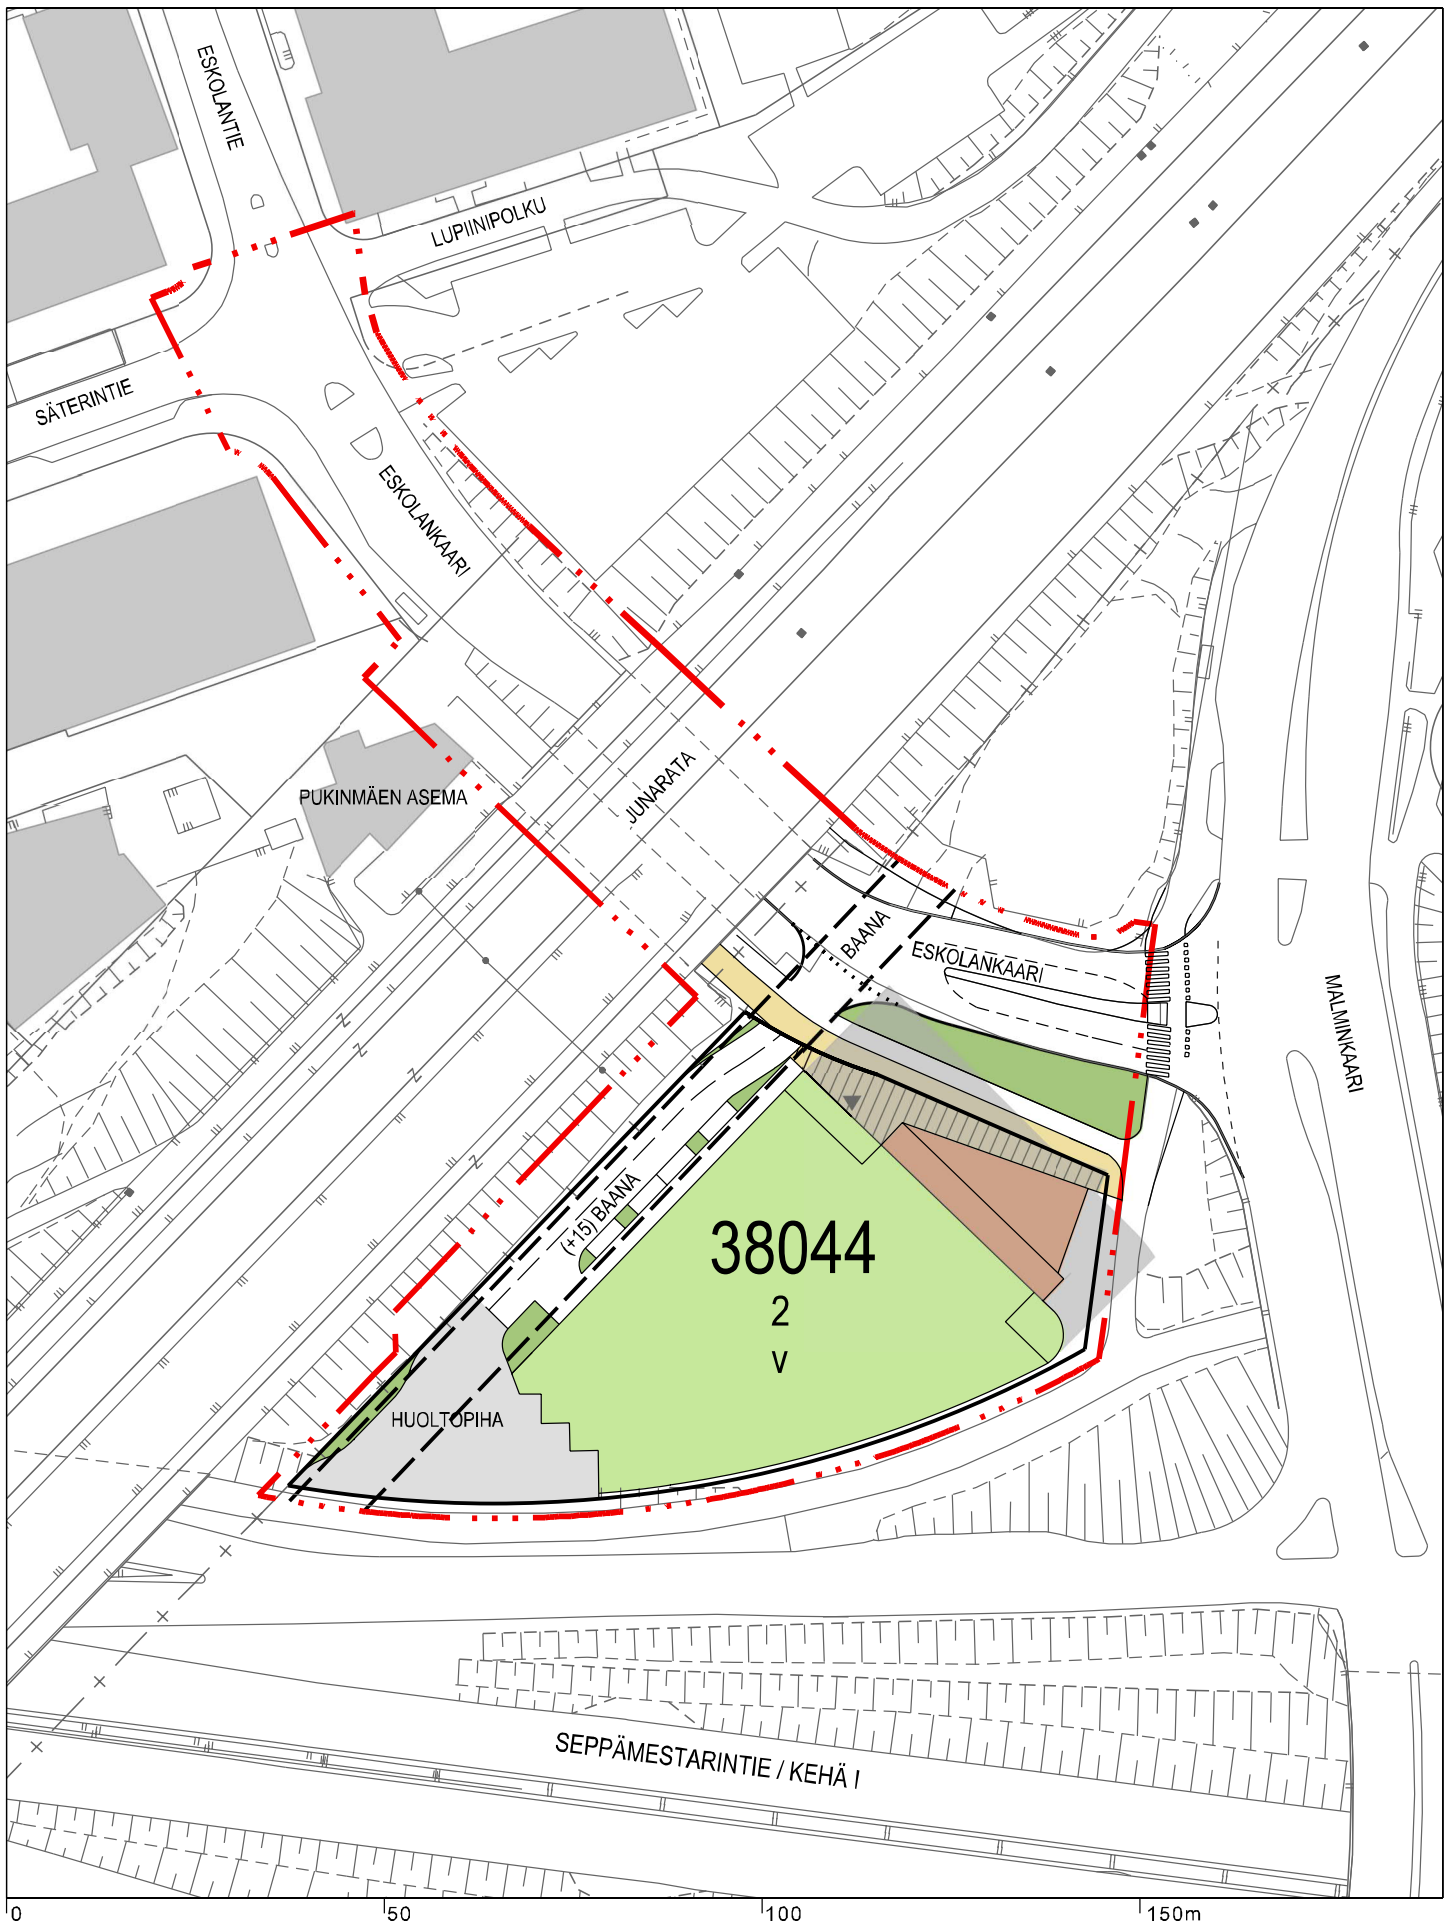 ESKOLANTIE
LUPIINIPOLKU
SÄTERINTIE
ESKOLANKAARI
JUNARATA
PUKINMÄEN ASEMA
BAANA
ESKOLANKAARI
MALMINKAARI
(+15) BAANA
38044
2
V
HUOLTOPIHA
SEPPÄMESTARINTIE / KEHÄ I
0 50 100 150m